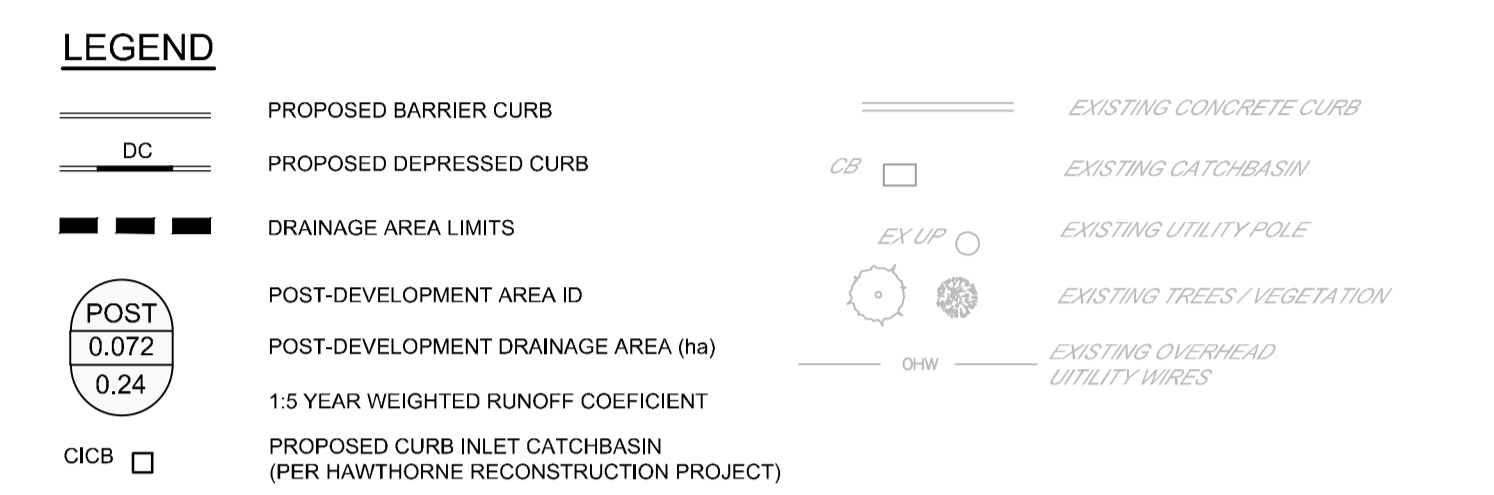 LEGEND
PROPOSED BARRIER CURB
DC
PROPOSED DEPRESSED CURB
DRAINAGE AREA LIMITS
POST
0.072
0.24
POST-DEVELOPMENT AREA ID
POST-DEVELOPMENT DRAINAGE AREA (ha)
1:5 YEAR WEIGHTED RUNOFF COEFICIENT
CICB
PROPOSED CURB INLET CATCHBASIN
(PER HAWTHORNE RECONSTRUCTION PROJECT)
EXISTING CONCRETE CURB
CB
EXISTING CATCHBASIN
EX UP
EXISTING UTILITY POLE
EXISTING TREES / VEGETATION
OHW
EXISTING OVERHEAD
UITILITY WIRES